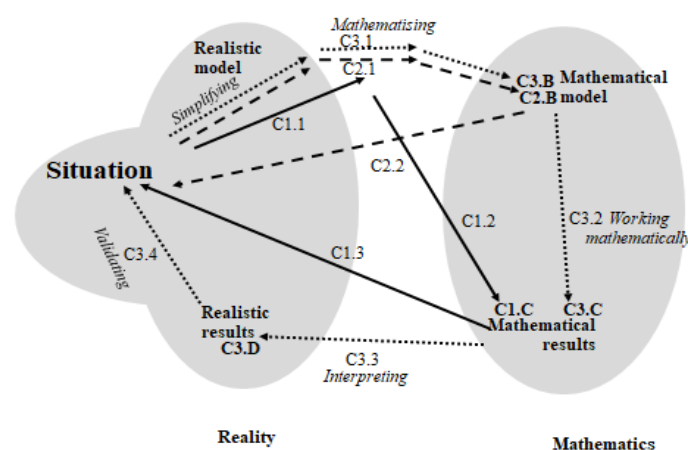 Mathematising
C3.1
Realistic
model
C2.1
Simplifying
C3.B Mathematical
C2.B model
C1.1
Situation
C2.2
C1.2
C3.2 Working
mathematically
C1.3
C3.4
Validating
Realistic
results
C3.D
C1.C C3.C
Mathematical
results
C3.3
Interpreting
Reality
Mathematics